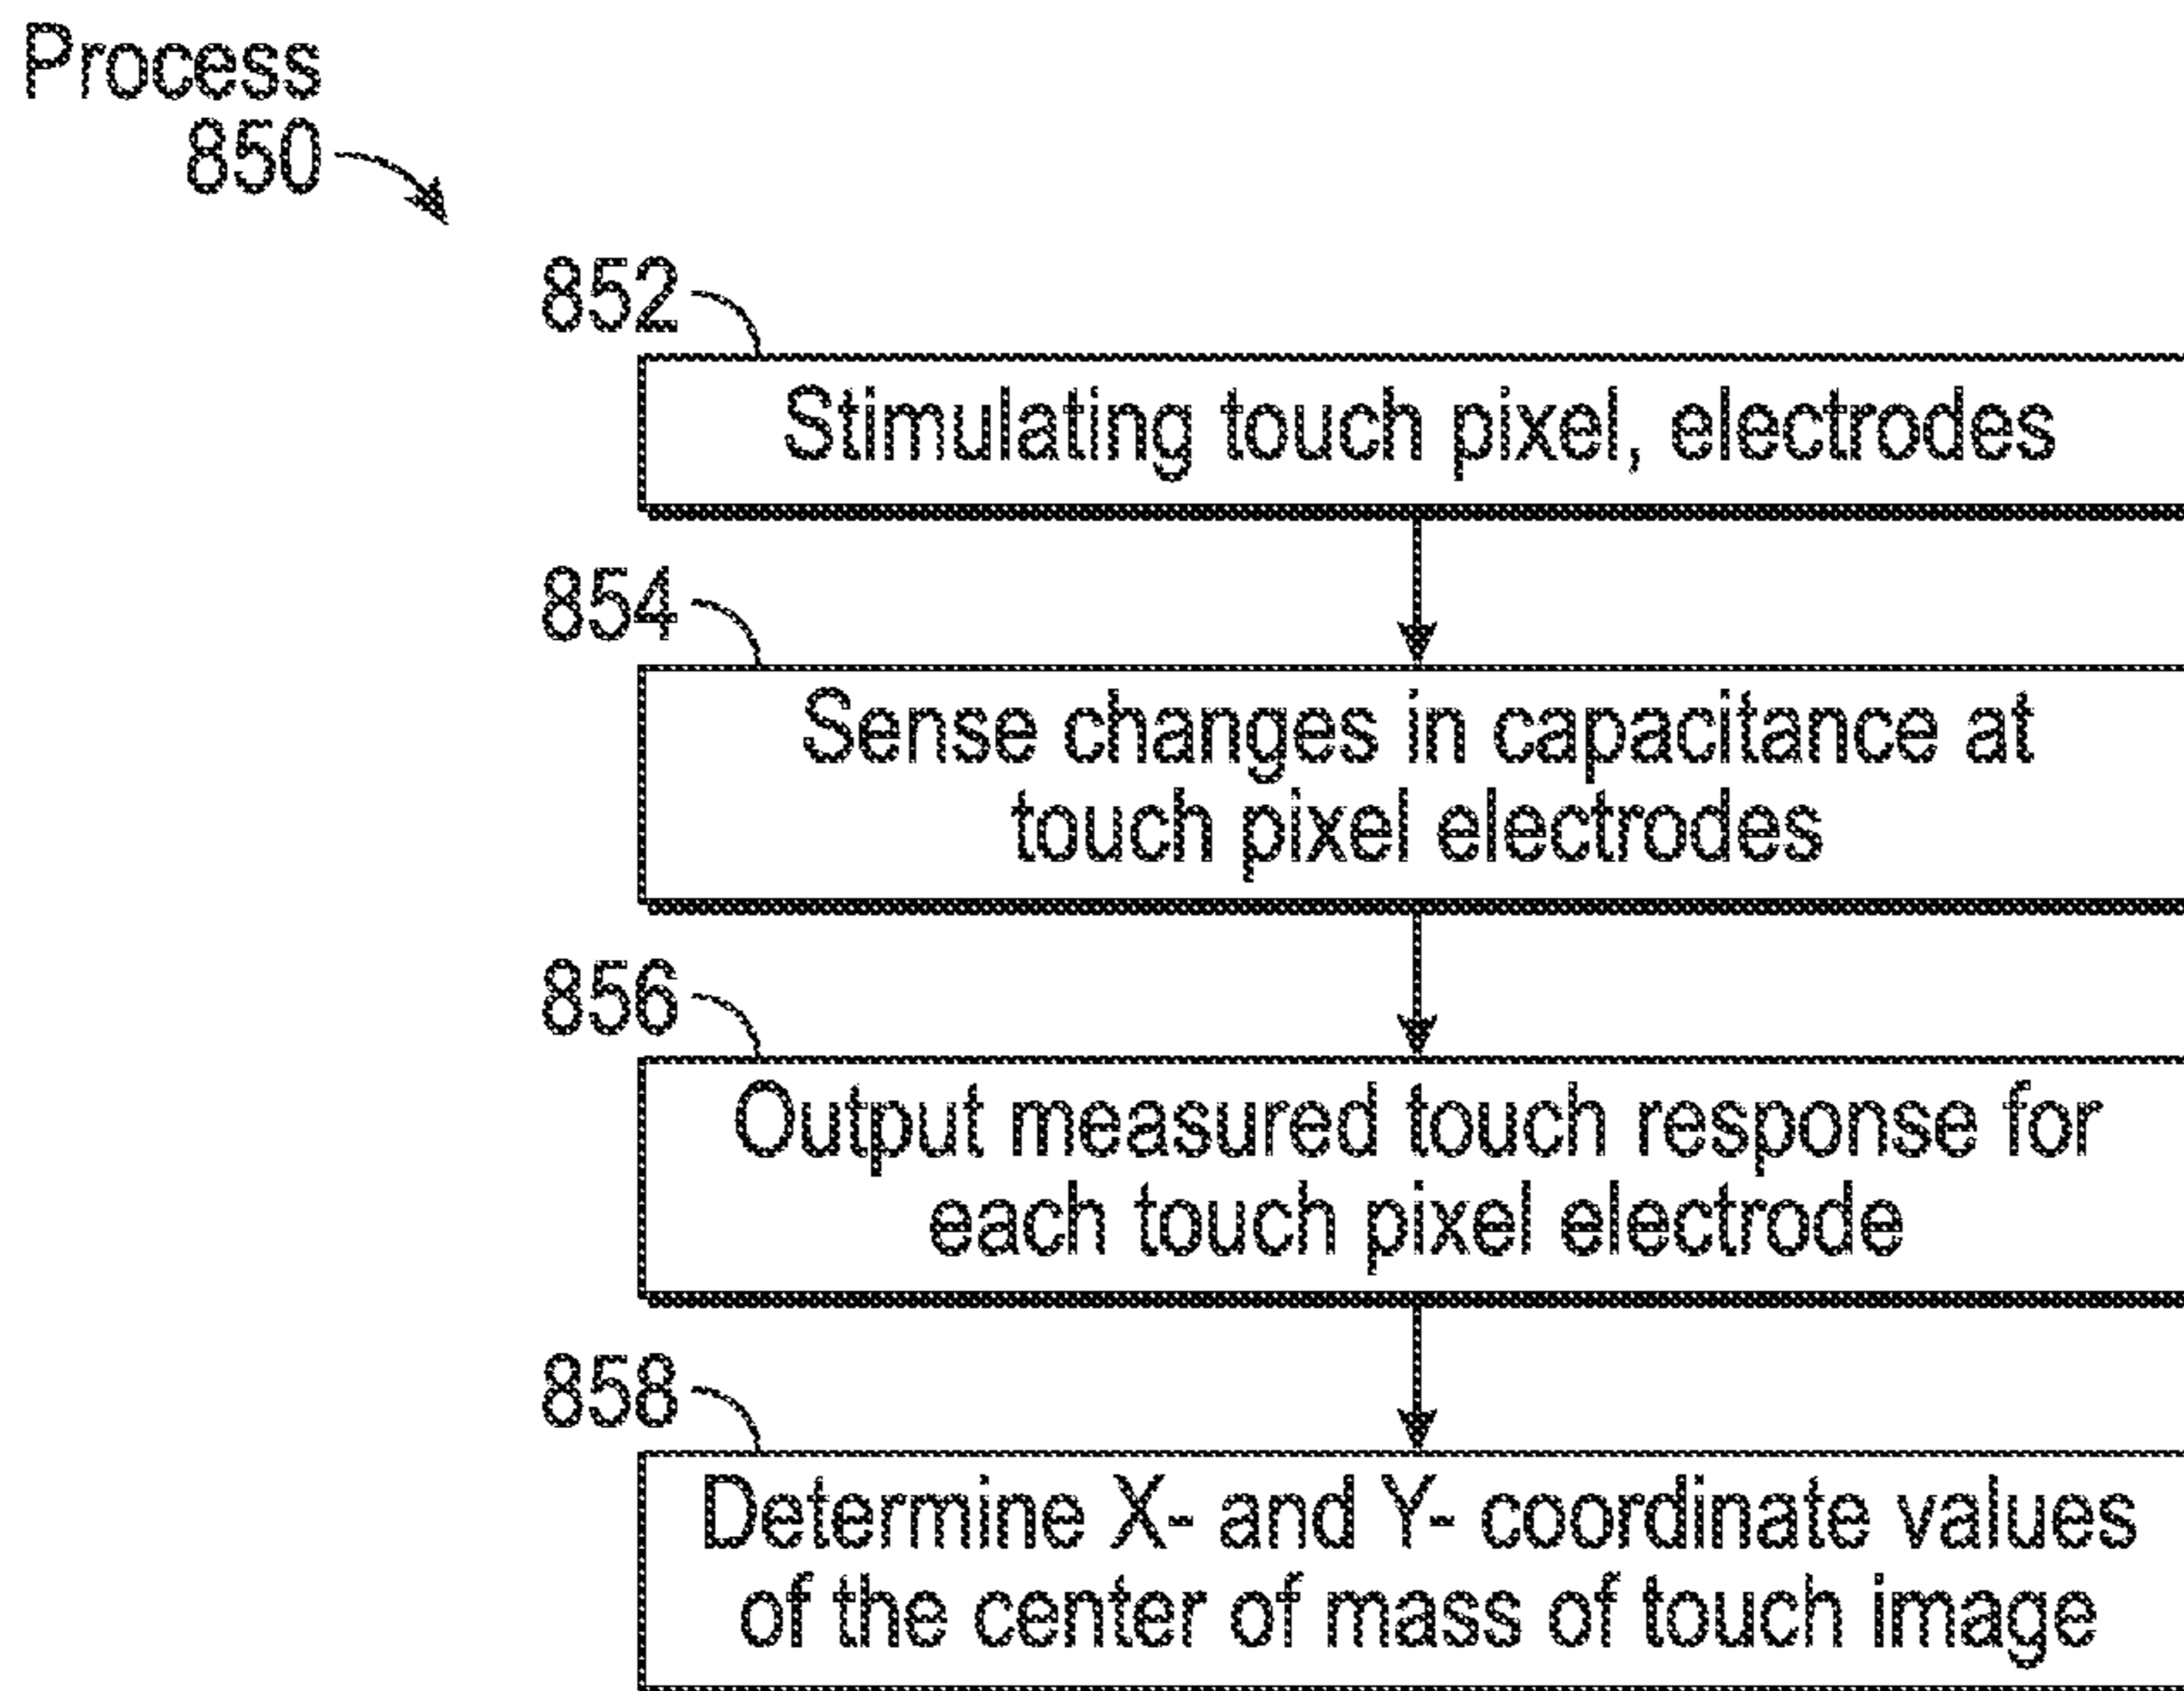 Process
850
852
Stimulating touch pixel, electrodes
854
Sense changes in capacitance at
touch pixel electrodes
856
Output measured touch response for
each touch pixel electrode
858
Determine X- and Y- coordinate values
of the center of mass of touch image